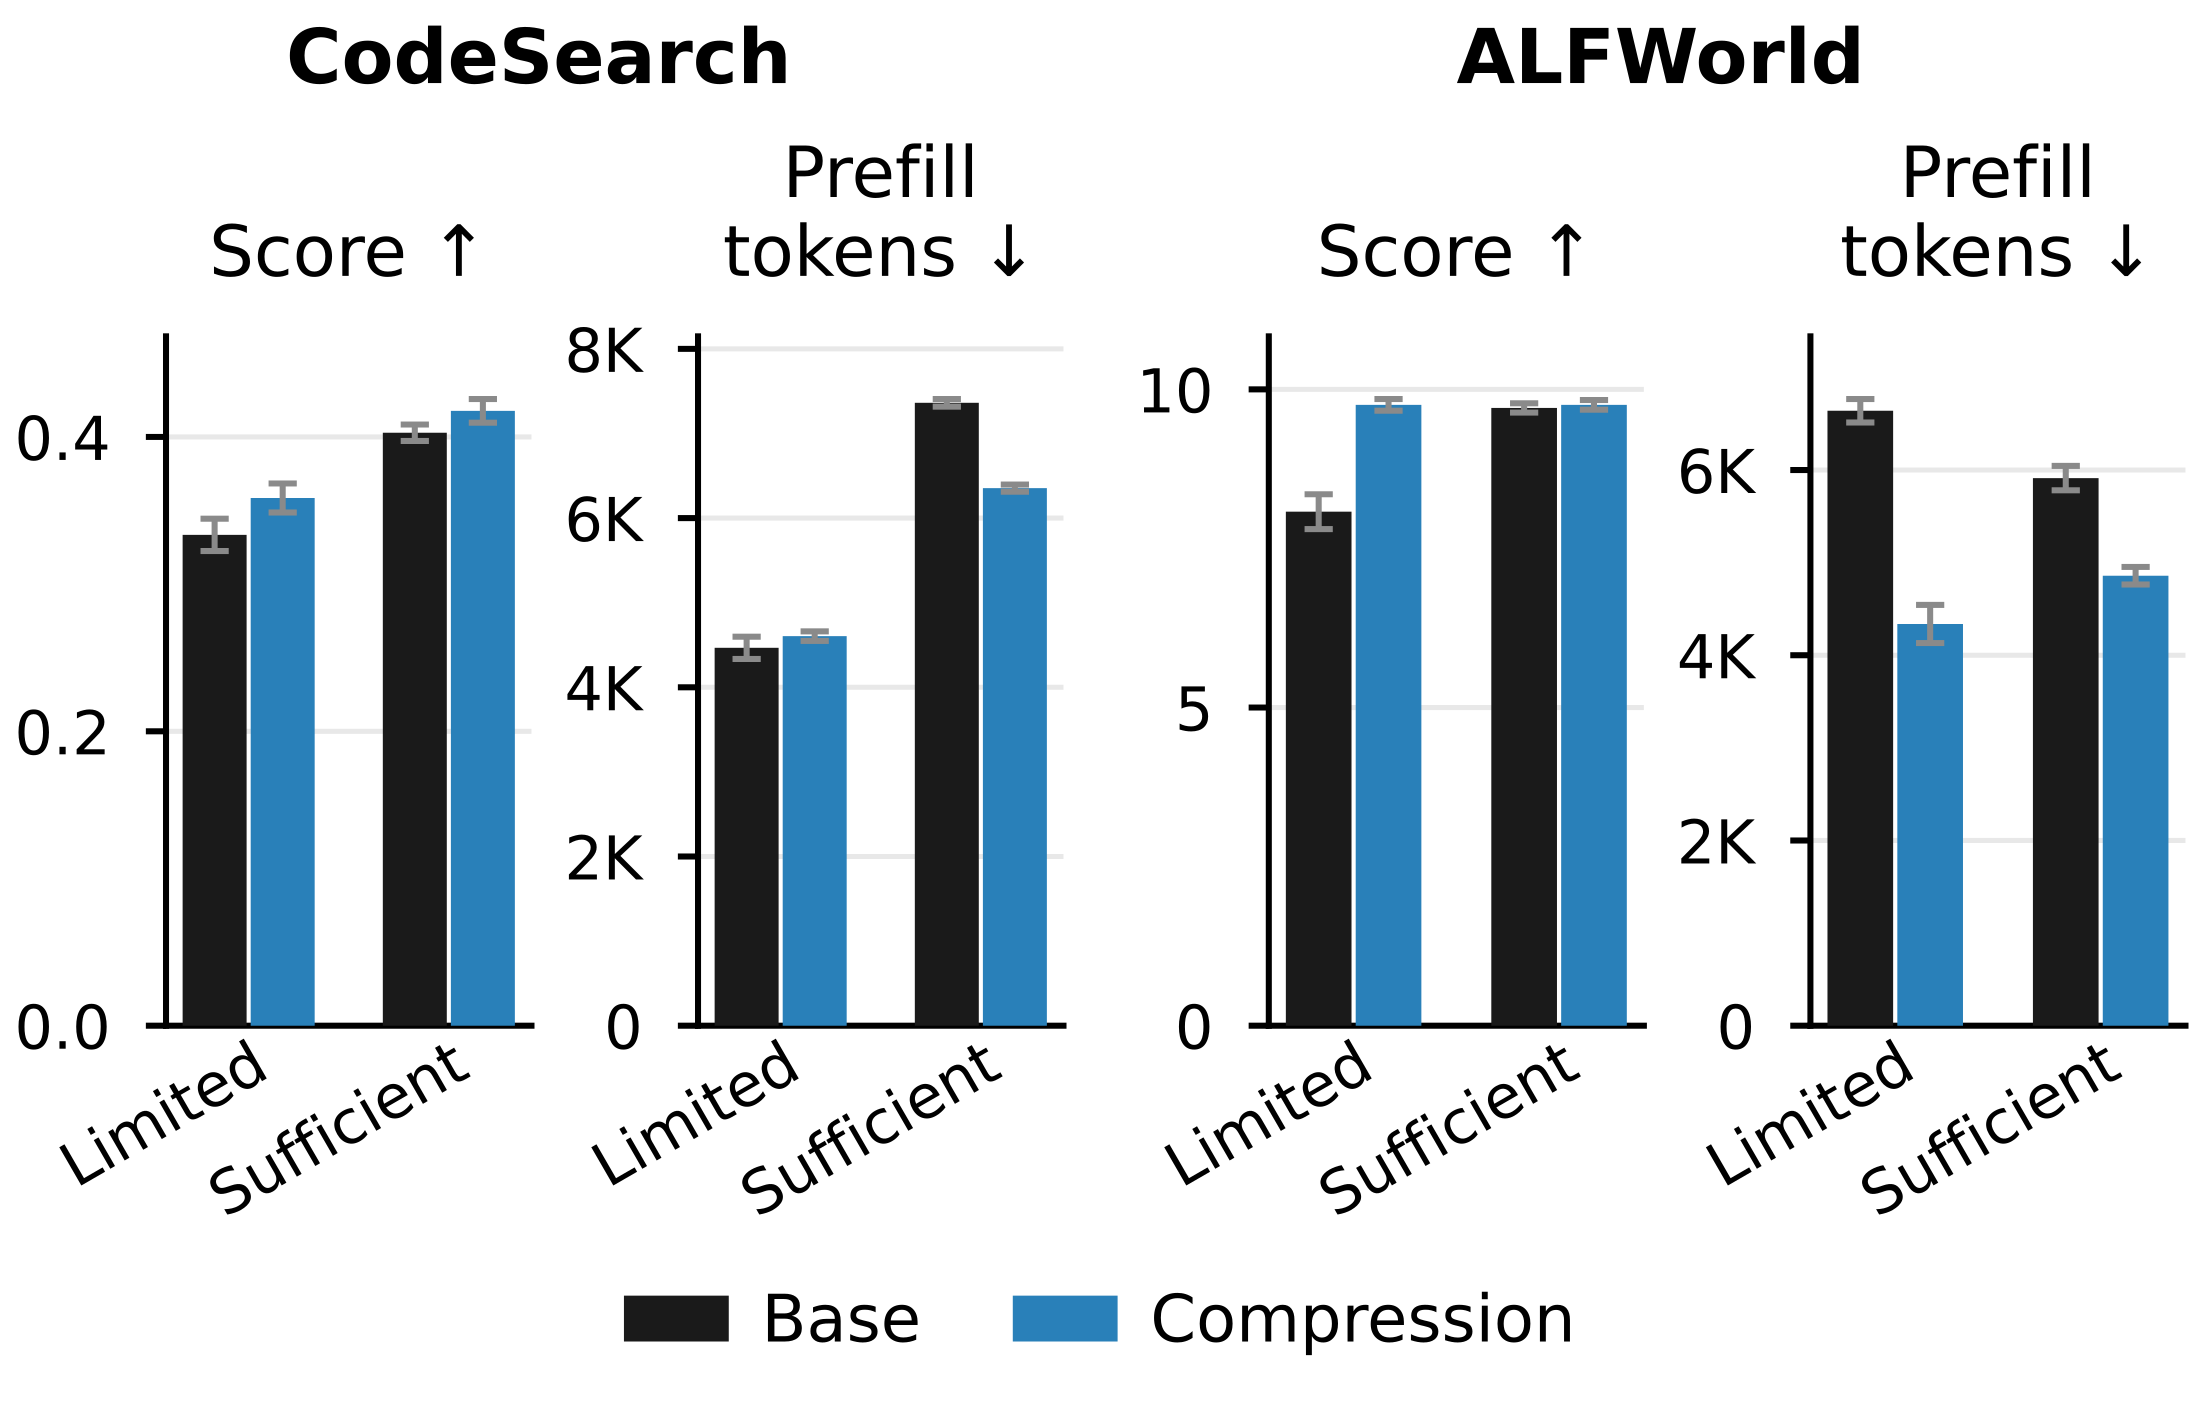 CodeSearch
ALFWorld
Score ↑
Prefill
tokens ↓
Score ↑
Prefill
tokens ↓
0.4
0.2
0.0
Limited
Sufficient
8K
6K
4K
2K
0
Limited
Sufficient
10
5
0
Limited
Sufficient
6K
4K
2K
0
Limited
Sufficient
Base
Compression